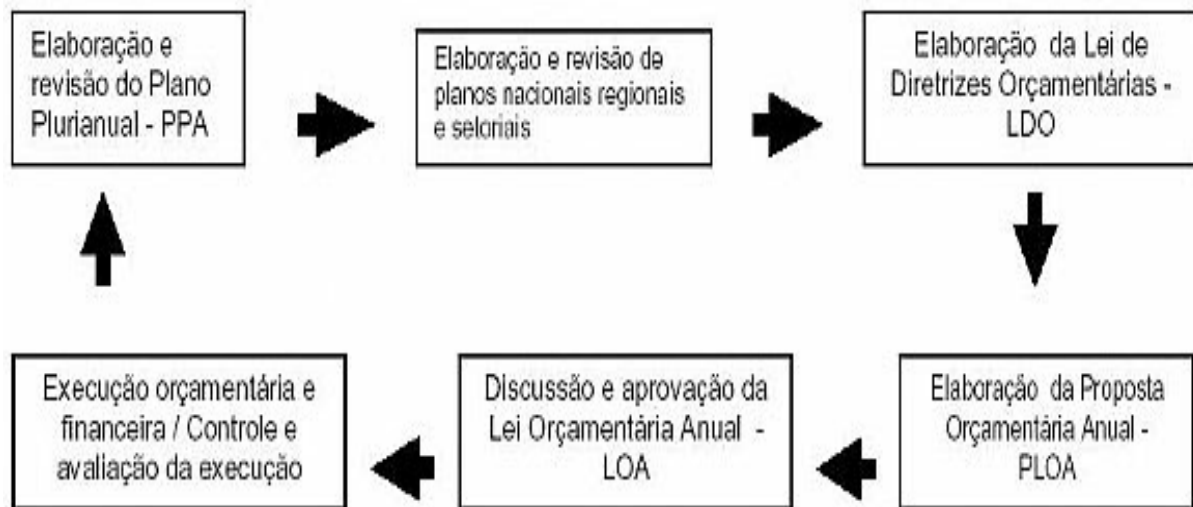 Elaboração e
revisão do Plano
Plurianual - PPA
Elaboração e revisão de
planos nacionais regionais
e setoriais
Elaboração da Lei de
Diretrizes Orçamentárias -
LDO
Elaboração da Proposta
Orçamentária Anual -
PLOA
Discussão e aprovação da
Lei Orçamentária Anual -
LOA
Execução orçamentária e
financeira / Controle e
avaliação da execução